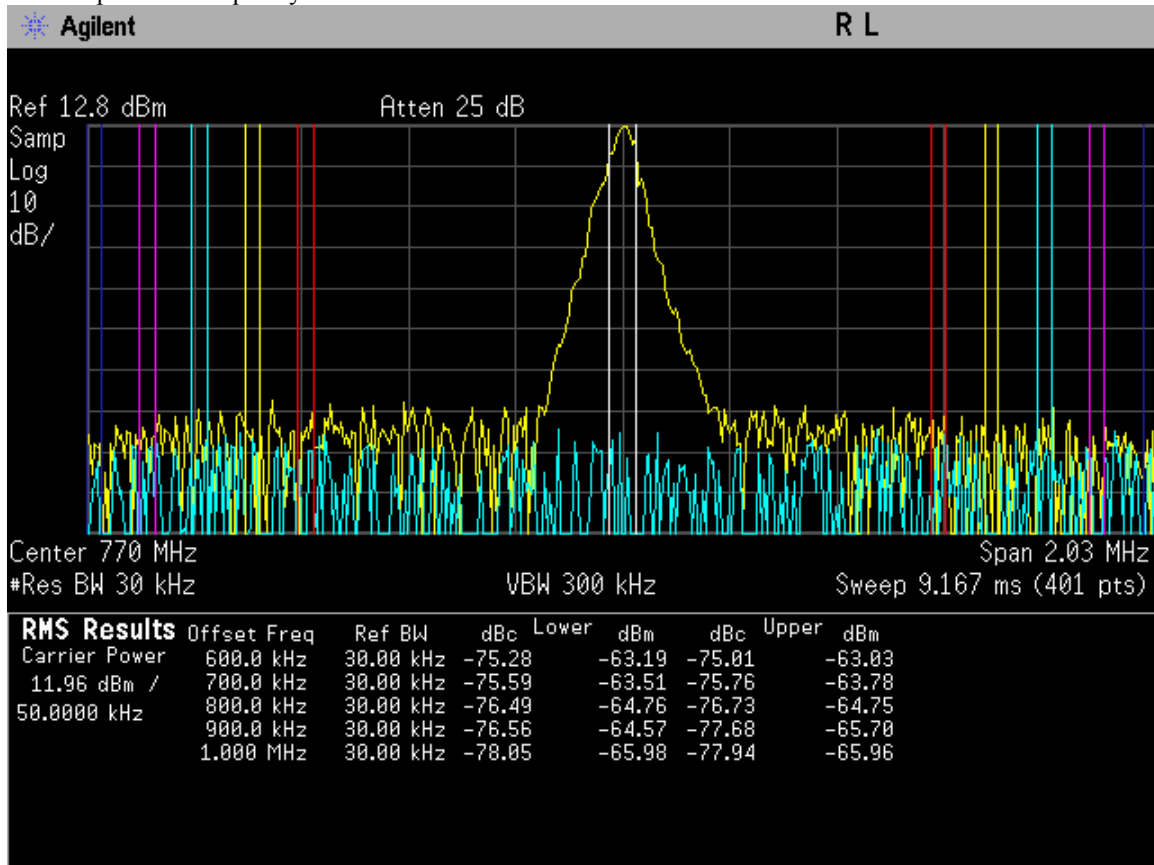 Agilent R L
Ref 12.8 dBm Atten 25 dB
Samp
Log
10
dB/
Center 770 MHz Span 2.03 MHz
#Res BW 30 kHz VBW 300 kHz Sweep 9.167 ms (401 pts)
RMS Results Offset Freq Ref BW dBc Lower dBm dBc Upper dBm
Carrier Power 600.0 kHz 30.00 kHz -75.28 -63.19 -75.01 -63.03
11.96 dBm / 700.0 kHz 30.00 kHz -75.59 -63.51 -75.76 -63.78
50.0000 kHz 800.0 kHz 30.00 kHz -76.49 -64.76 -76.73 -64.75
900.0 kHz 30.00 kHz -76.56 -64.57 -77.68 -65.70
1.000 MHz 30.00 kHz -78.05 -65.98 -77.94 -65.96